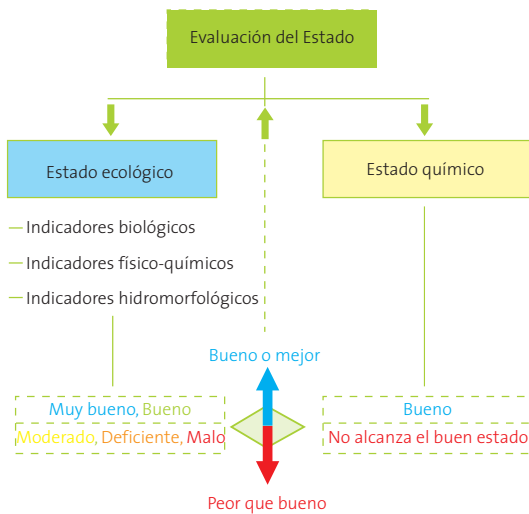 Evaluación del Estado
Estado ecológico
Estado químico
Indicadores biológicos
Indicadores físico-químicos
Indicadores hidromorfológicos
Bueno o mejor
Muy bueno, Bueno
Moderado, Deficiente, Malo
Bueno
No alcanza el buen estado
Peor que bueno